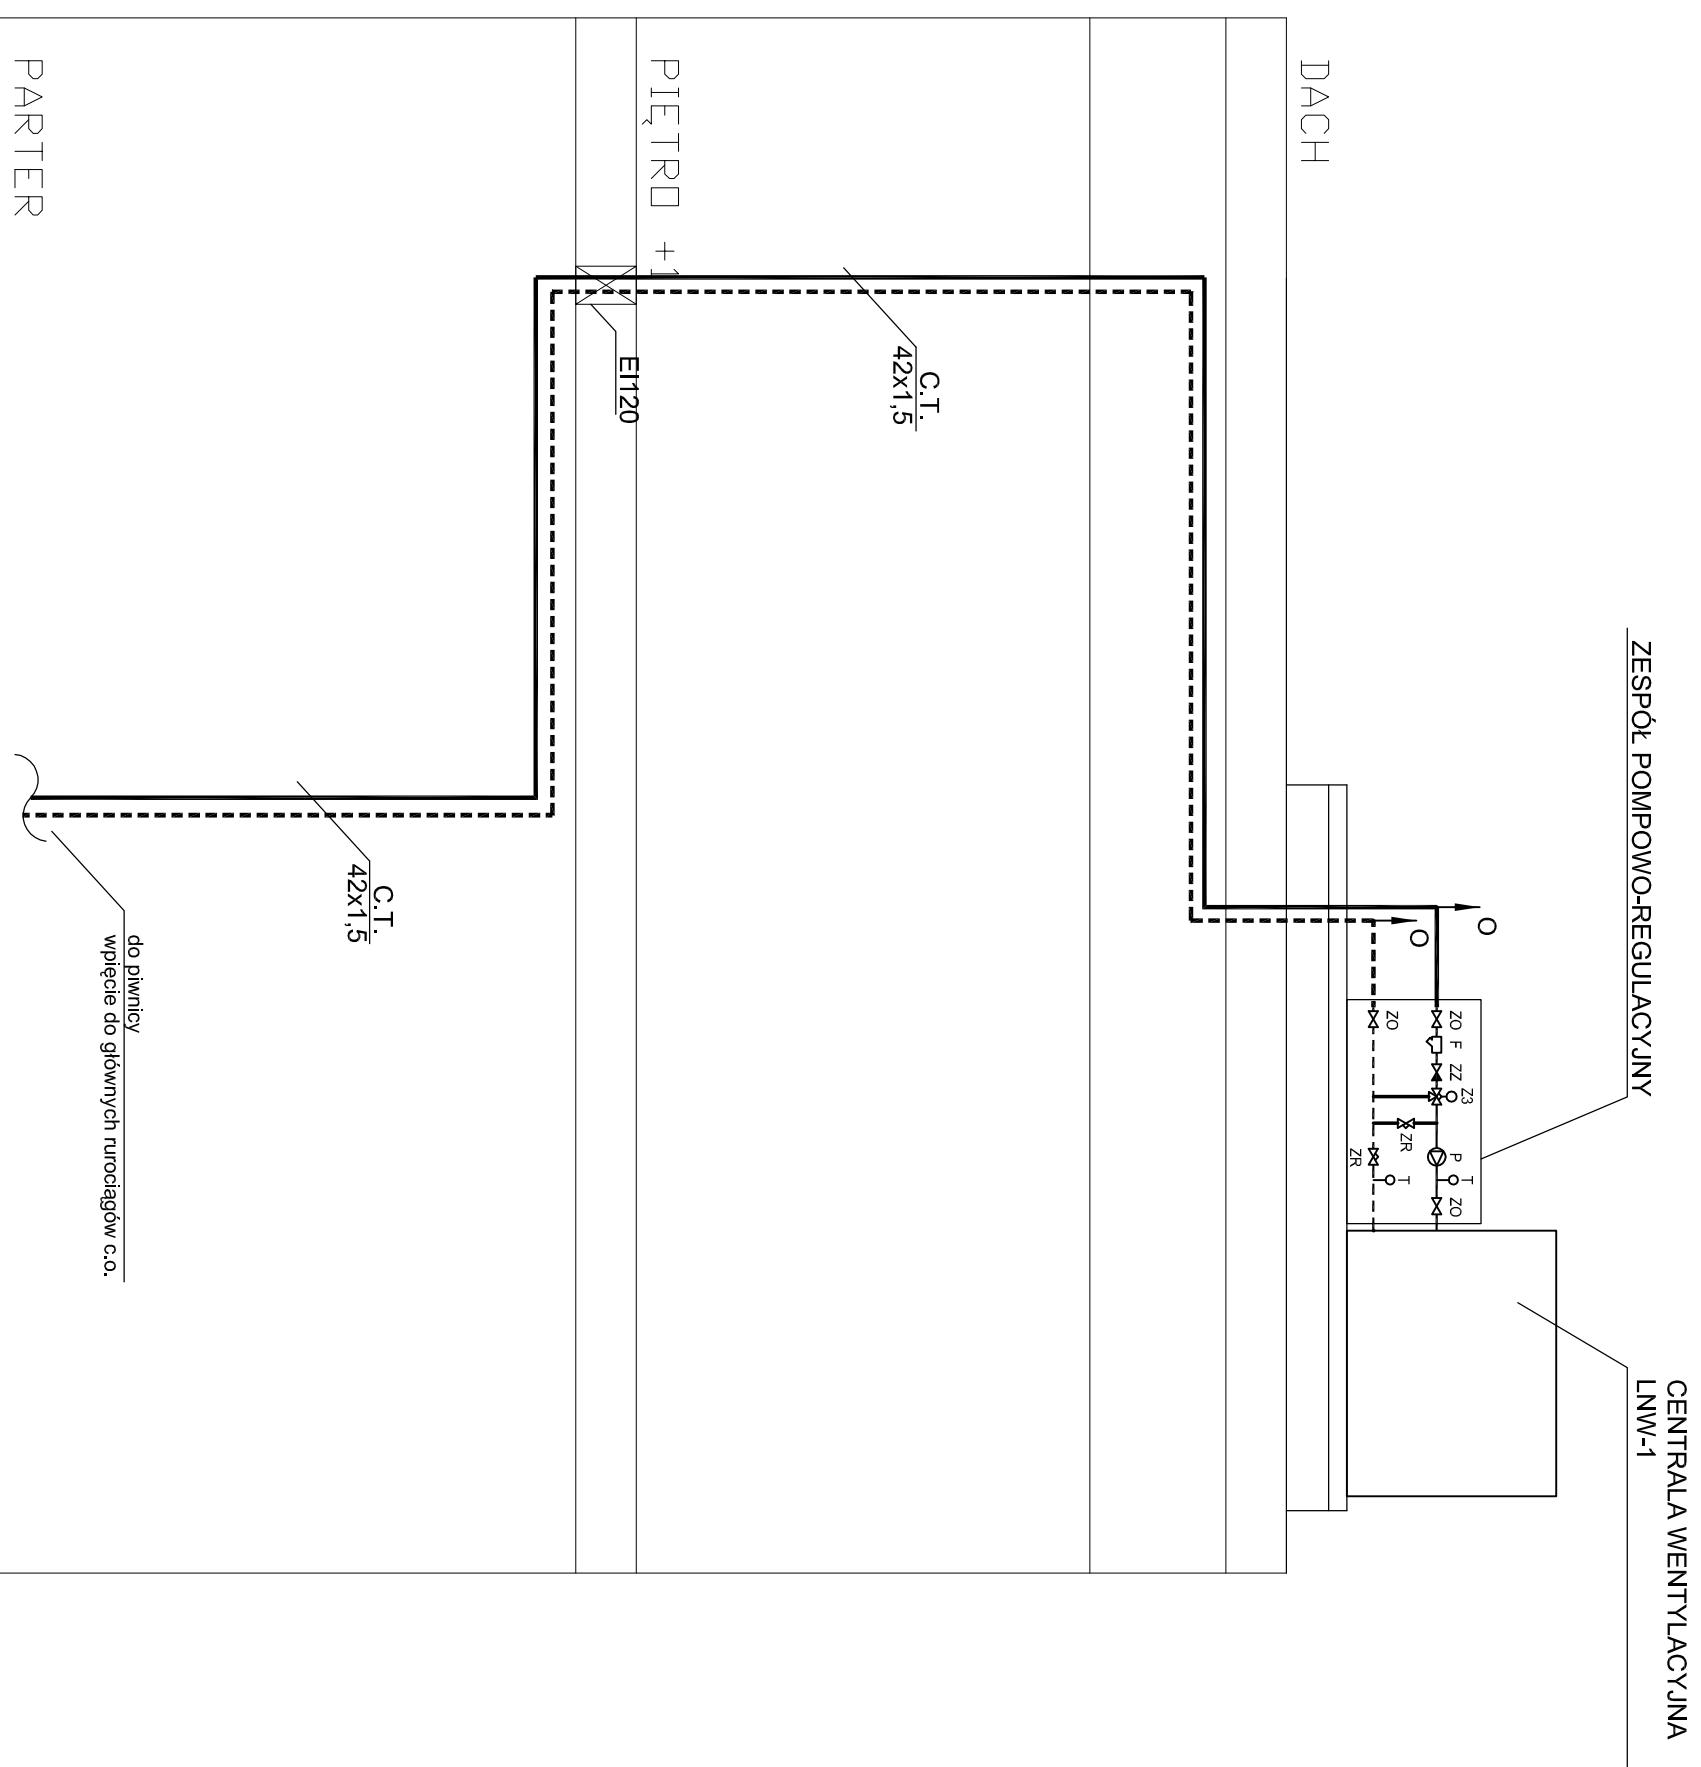 CENTRALA WENTYLACYJNA
LNW-1
ZESPÓŁ POMPOWO-REGULACYJNY
O
O
ZO F ZZ Z3 P T ZO
ZO ZR ZR T
DACH
C.T.
42x1,5
PIĘTRO +1
EI120
C.T.
42x1,5
do piwnicy
wpięcie do głównych rurociągów c.o.
PARTER